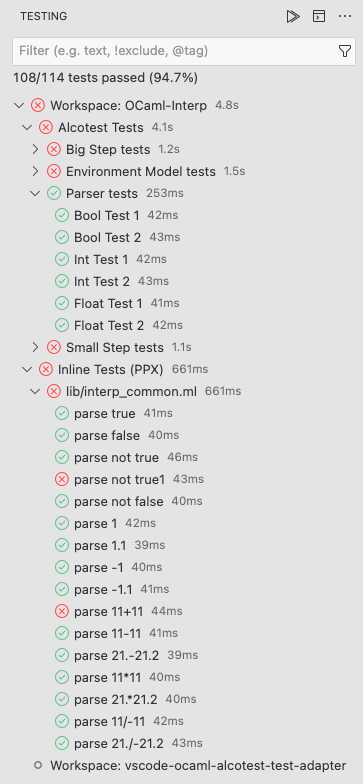 TESTING
Filter (e.g. text, !exclude, @tag)
108/114 tests passed (94.7%)
Workspace: OCaml-Interp 4.8s
Alcotest Tests 4.1s
Big Step tests 1.2s
Environment Model tests 1.5s
Parser tests 253ms
Bool Test 1 42ms
Bool Test 2 43ms
Int Test 1 42ms
Int Test 2 43ms
Float Test 1 41ms
Float Test 2 42ms
Small Step tests 1.1s
Inline Tests (PPX) 661ms
lib/interp_common.ml 661ms
parse true 41ms
parse false 40ms
parse not true 46ms
parse not true1 43ms
parse not false 40ms
parse 1 42ms
parse 1.1 39ms
parse -1 40ms
parse -1.1 41ms
parse 11+11 44ms
parse 11-11 41ms
parse 21.-21.2 39ms
parse 11*11 40ms
parse 21.*21.2 40ms
parse 11/-11 42ms
parse 21./-21.2 43ms
Workspace: vscode-ocaml-alcotest-test-adapter